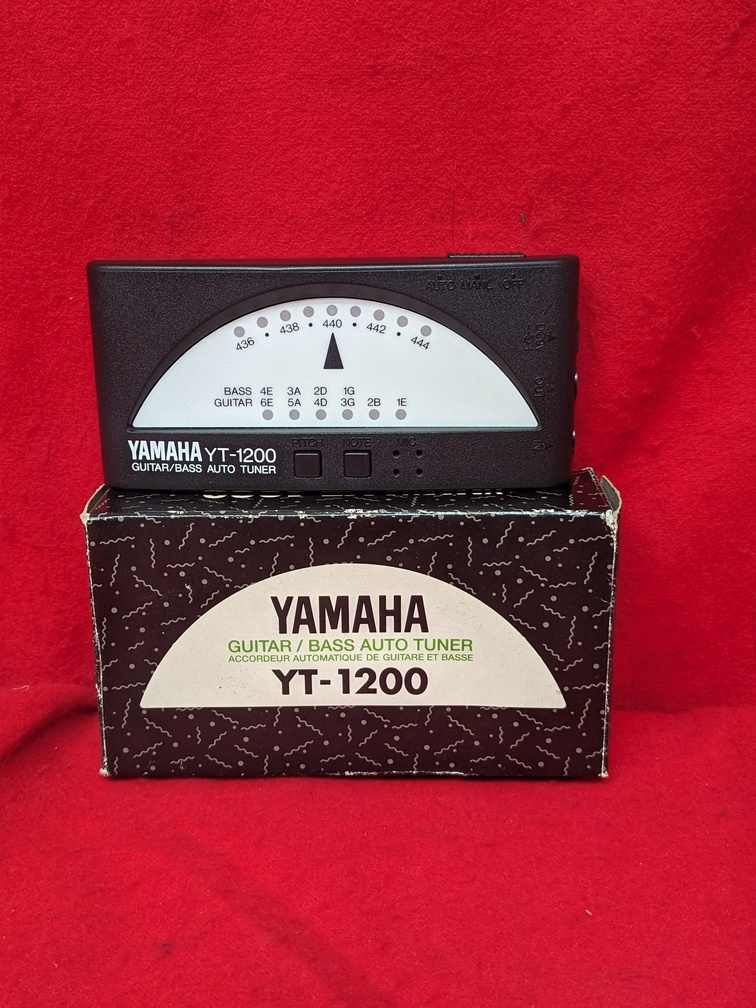 AUTO MANL OFF
436 438 440 442 444
DC9V
OUT
IN
BASS 4E 3A 2D 1G
GUITAR 6E 5A 4D 3G 2B 1E
YAMAHA YT-1200
GUITAR/BASS AUTO TUNER
PITCH NOTE MIC
YAMAHA
GUITAR / BASS AUTO TUNER
ACCORDEUR AUTOMATIQUE DE GUITARE ET BASSE
YT-1200